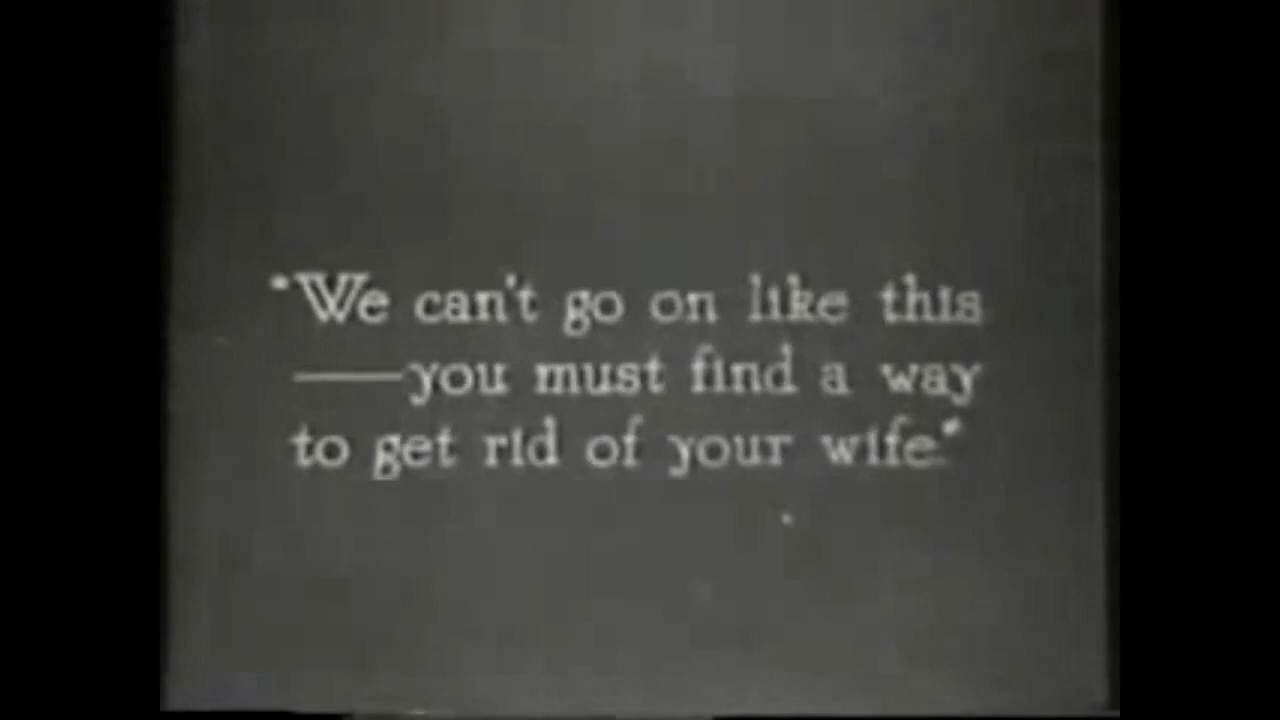 "We can't go on like this
——you must find a way
to get rid of your wife."